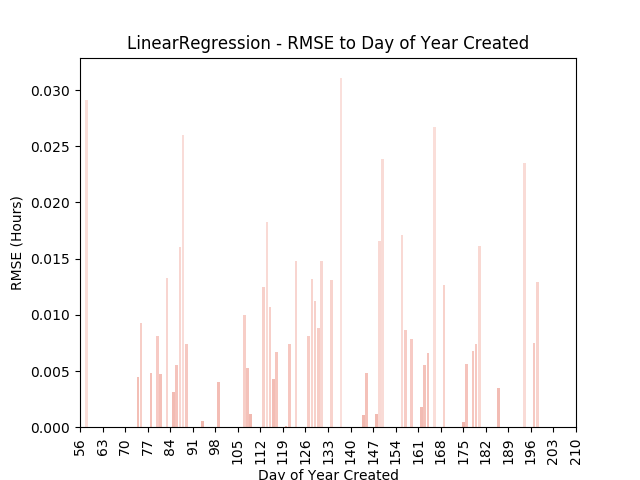 LinearRegression - RMSE to Day of Year Created
RMSE (Hours)
0.030
0.025
0.020
0.015
0.010
0.005
0.000
56 63 70 77 84 91 98 105 112 119 126 133 140 147 154 161 168 175 182 189 196 203 210
Day of Year Created